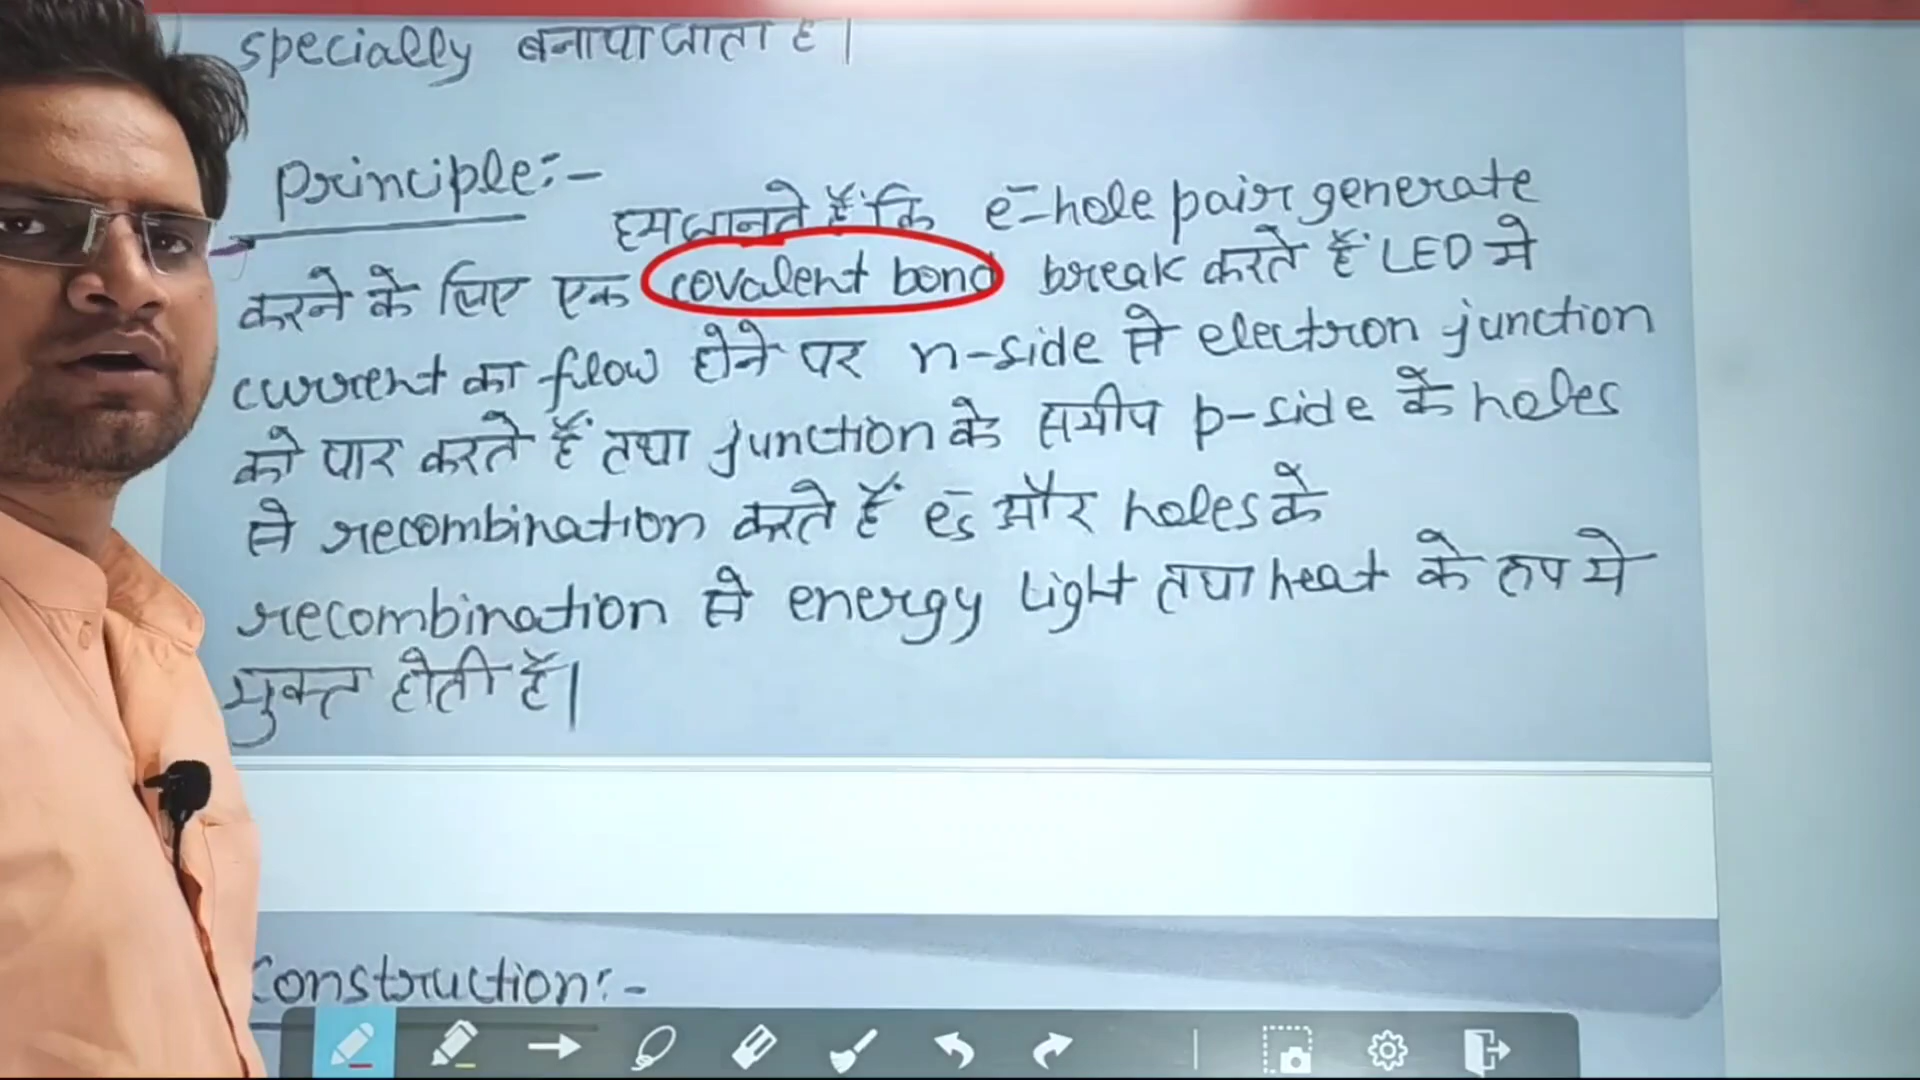 specially बनाया जाता है।
Principle:-
हम जानते हैं कि e⁻-hole pair generate
करने के लिए एक covalent bond break करते हैं LED मे
current का flow होने पर n-side से electron junction
को पार करते हैं तथा junction के समीप p-side के holes
से recombination करते हैं e⁻s और holes के
recombination से energy light तथा heat के रूप मे
मुक्त होती हैं।
Construction:-